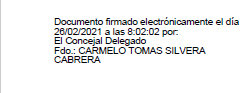 Documento firmado electrónicamente el día
26/02/2021 a las 8:02:02 por:
El Concejal Delegado
Fdo.: CARMELO TOMAS SILVERA
CABRERA